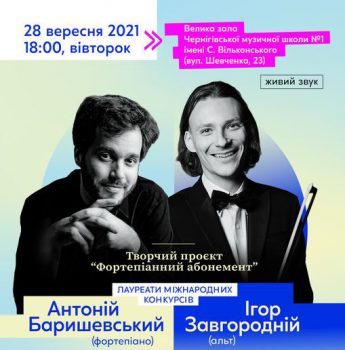 28 вересня 2021
18:00, вівторок
Велика зала
Чернігівської музичної школи №1
імені С. Вільконського
(вул. Шевченка, 23)
живий звук
Творчий проєкт
“Фортепіанний абонемент”
ЛАУРЕАТИ МІЖНАРОДНИХ
КОНКУРСІВ
Антоній
Баришевський
(фортепіано)
Ігор
Завгородній
(альт)